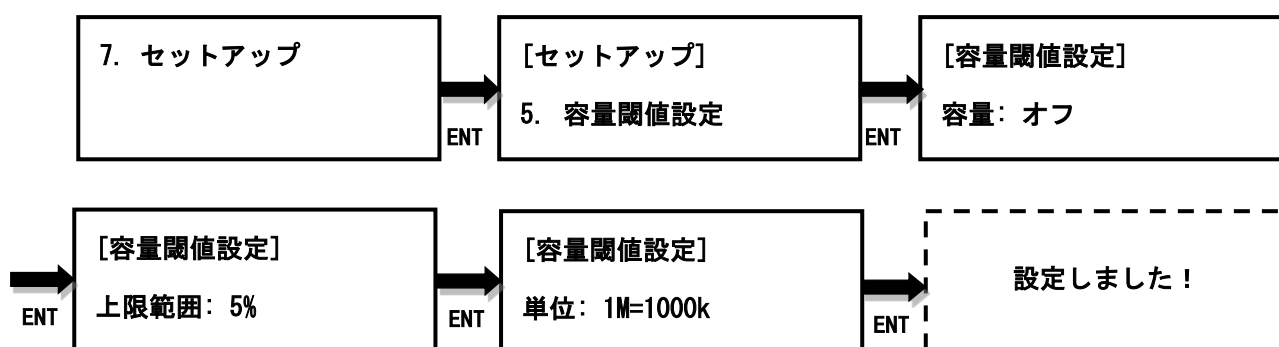 7. セットアップ
ENT
[セットアップ]
5. 容量閾値設定
ENT
[容量閾値設定]
容量: オフ
ENT
[容量閾値設定]
上限範囲: 5%
ENT
[容量閾値設定]
単位: 1M=1000k
ENT
設定しました！